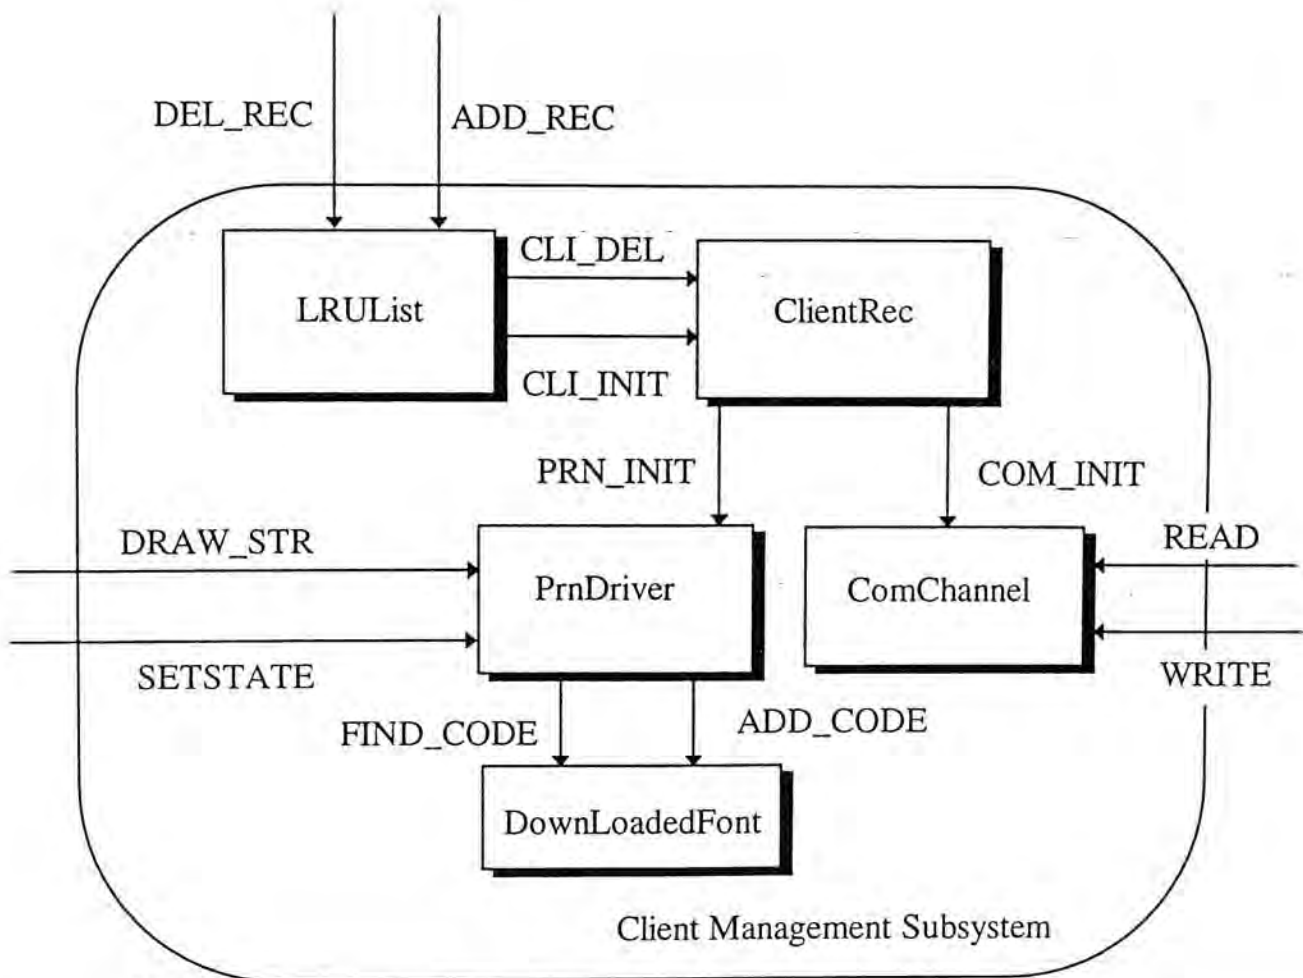 DEL_REC
ADD_REC
LRUList
CLI_DEL
CLI_INIT
ClientRec
PRN_INIT
COM_INIT
DRAW_STR
SETSTATE
PrnDriver
ComChannel
READ
WRITE
FIND_CODE
ADD_CODE
DownLoadedFont
Client Management Subsystem